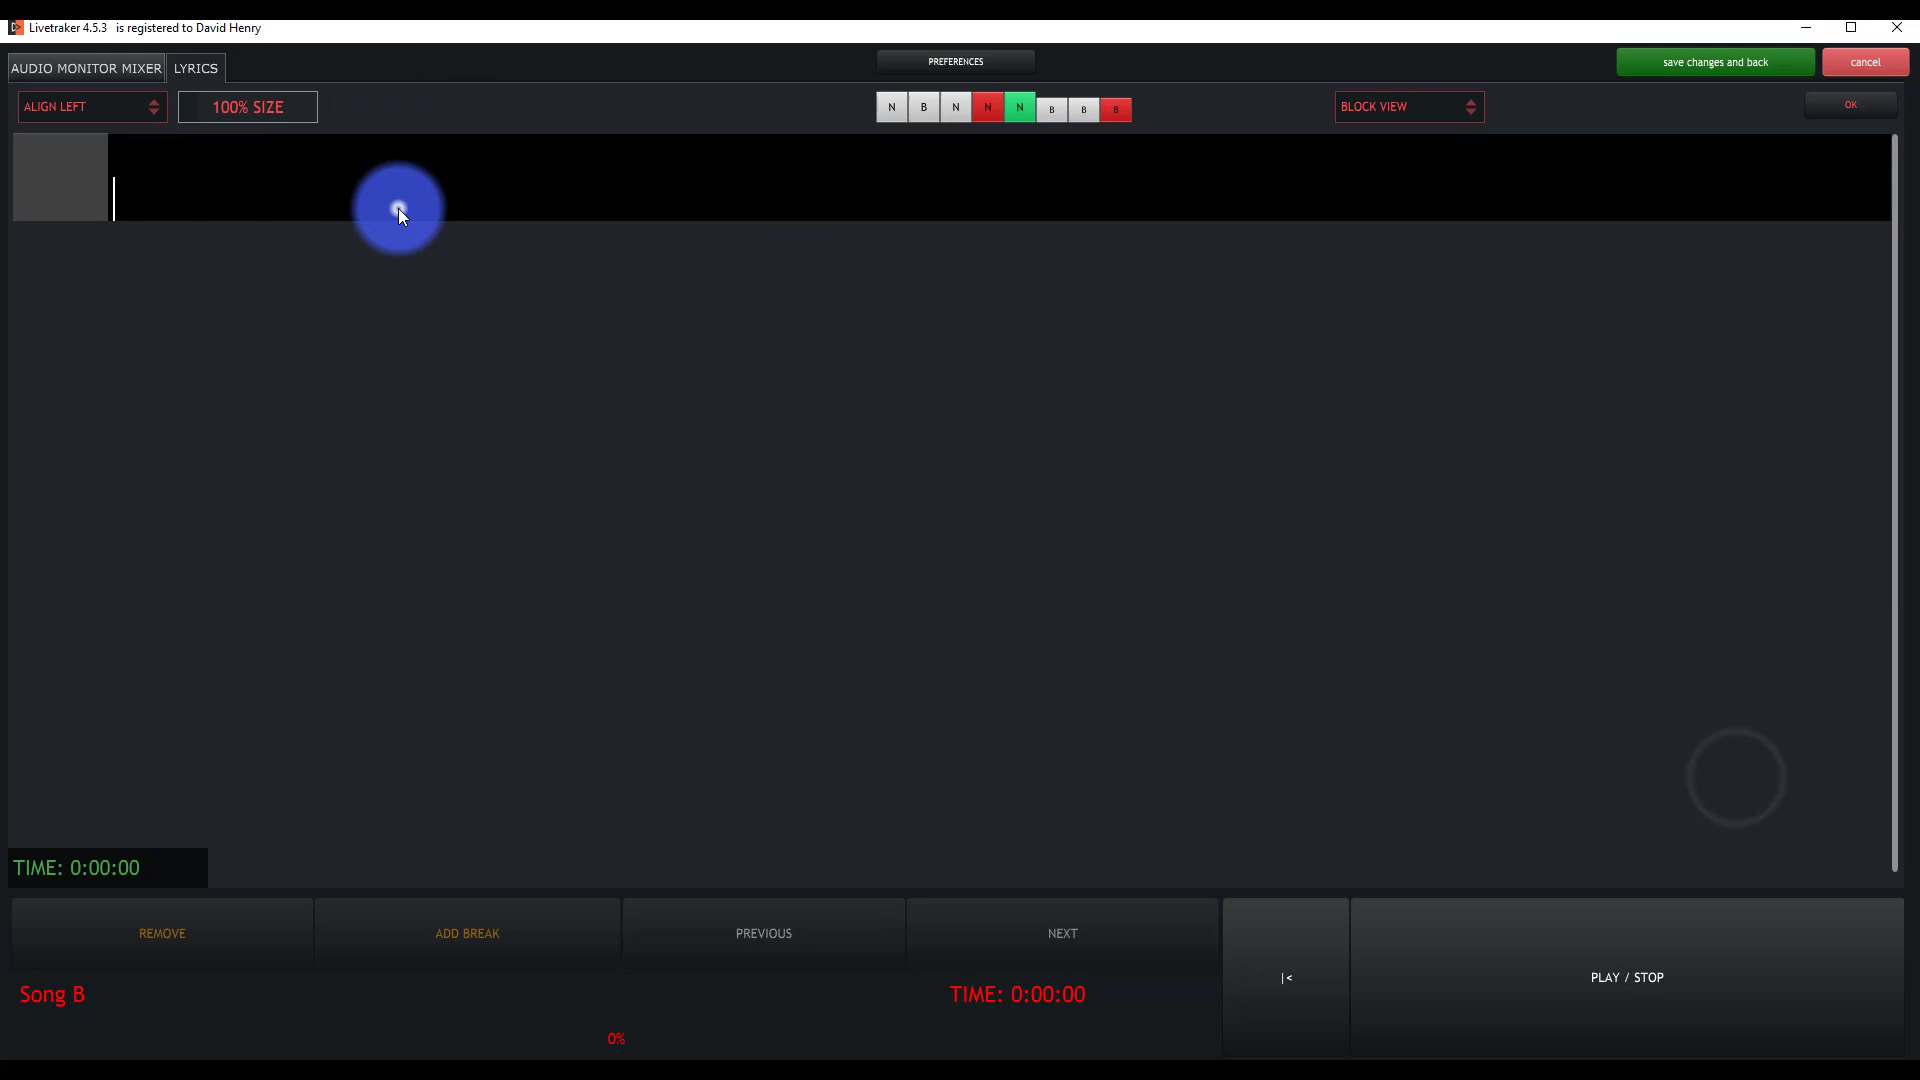 Livetraker 4.5.3 is registered to David Henry
AUDIO MONITOR MIXER LYRICS PREFERENCES save changes and back cancel
ALIGN LEFT 100% SIZE N B N N N B B B BLOCK VIEW OK
TIME: 0:00:00
REMOVE ADD BREAK PREVIOUS NEXT
|< PLAY / STOP
Song B TIME: 0:00:00
0%